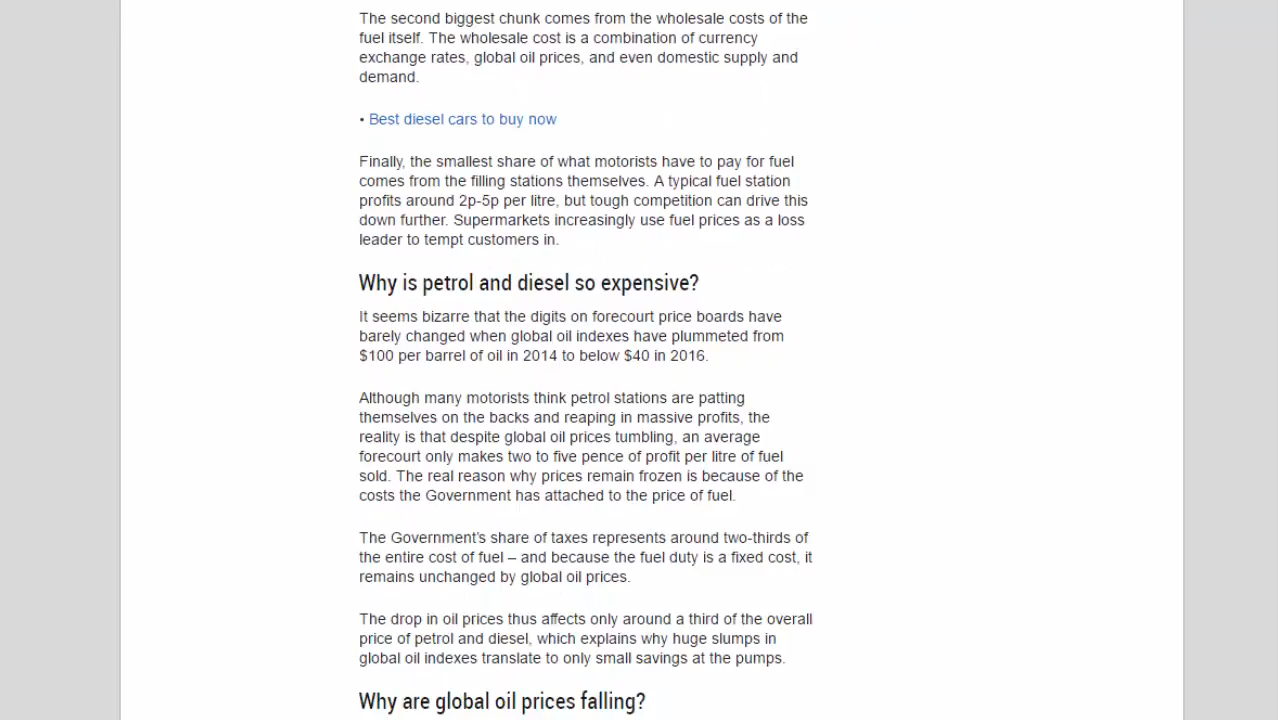 The second biggest chunk comes from the wholesale costs of the
fuel itself. The wholesale cost is a combination of currency
exchange rates, global oil prices, and even domestic supply and
demand.
• Best diesel cars to buy now
Finally, the smallest share of what motorists have to pay for fuel
comes from the filling stations themselves. A typical fuel station
profits around 2p-5p per litre, but tough competition can drive this
down further. Supermarkets increasingly use fuel prices as a loss
leader to tempt customers in.
Why is petrol and diesel so expensive?
It seems bizarre that the digits on forecourt price boards have
barely changed when global oil indexes have plummeted from
$100 per barrel of oil in 2014 to below $40 in 2016.
Although many motorists think petrol stations are patting
themselves on the backs and reaping in massive profits, the
reality is that despite global oil prices tumbling, an average
forecourt only makes two to five pence of profit per litre of fuel
sold. The real reason why prices remain frozen is because of the
costs the Government has attached to the price of fuel.
The Government's share of taxes represents around two-thirds of
the entire cost of fuel – and because the fuel duty is a fixed cost, it
remains unchanged by global oil prices.
The drop in oil prices thus affects only around a third of the overall
price of petrol and diesel, which explains why huge slumps in
global oil indexes translate to only small savings at the pumps.
Why are global oil prices falling?